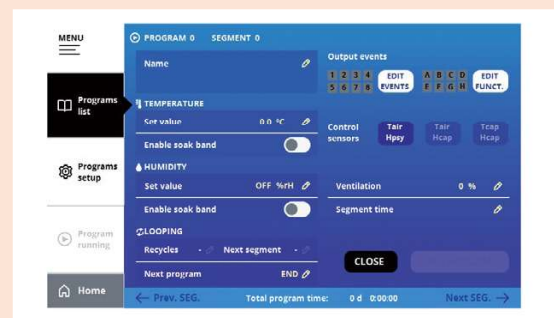 MENU
PROGRAM 0 SEGMENT 0
Name
Output events
1 2 3 4
5 6 7 8
EDIT EVENTS
A B C D
E F G H
EDIT FUNCT.
Programs list
TEMPERATURE
Set value 0.0 °C
Enable soak band
Control sensors
Tair Hpsy
Tair Hcap
Tcap Hcap
Programs setup
HUMIDITY
Set value OFF %rH
Ventilation 0 %
Enable soak band
Segment time
Program running
LOOPING
Recycles - Next segment -
CLOSE
Next program END
Home
← Prev. SEG. Total program time: 0 d 0:00:00 Next SEG. →